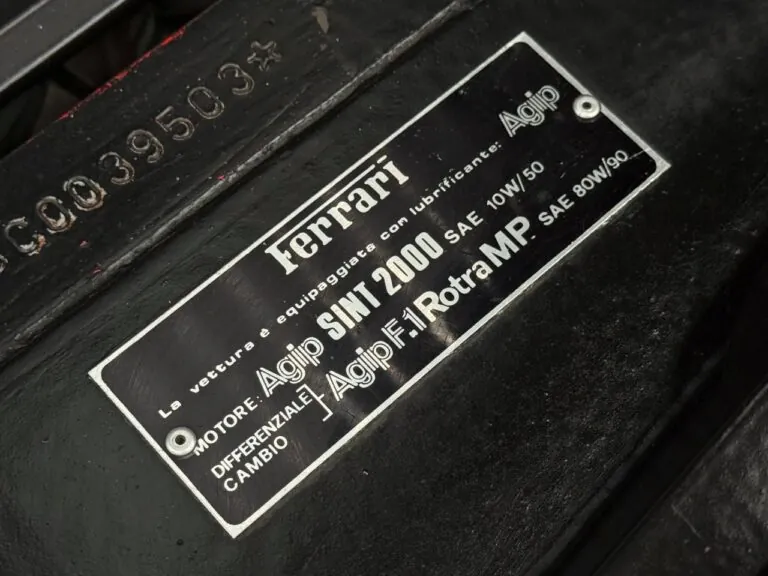 C0039503*
Ferrari
La vettura è equipaggiata con lubrificante: Agip
MOTORE: Agip SINT 2000 SAE 10W/50
DIFFERENZIALE
CAMBIO
Agip F.1 Rotra MP. SAE 80W/90